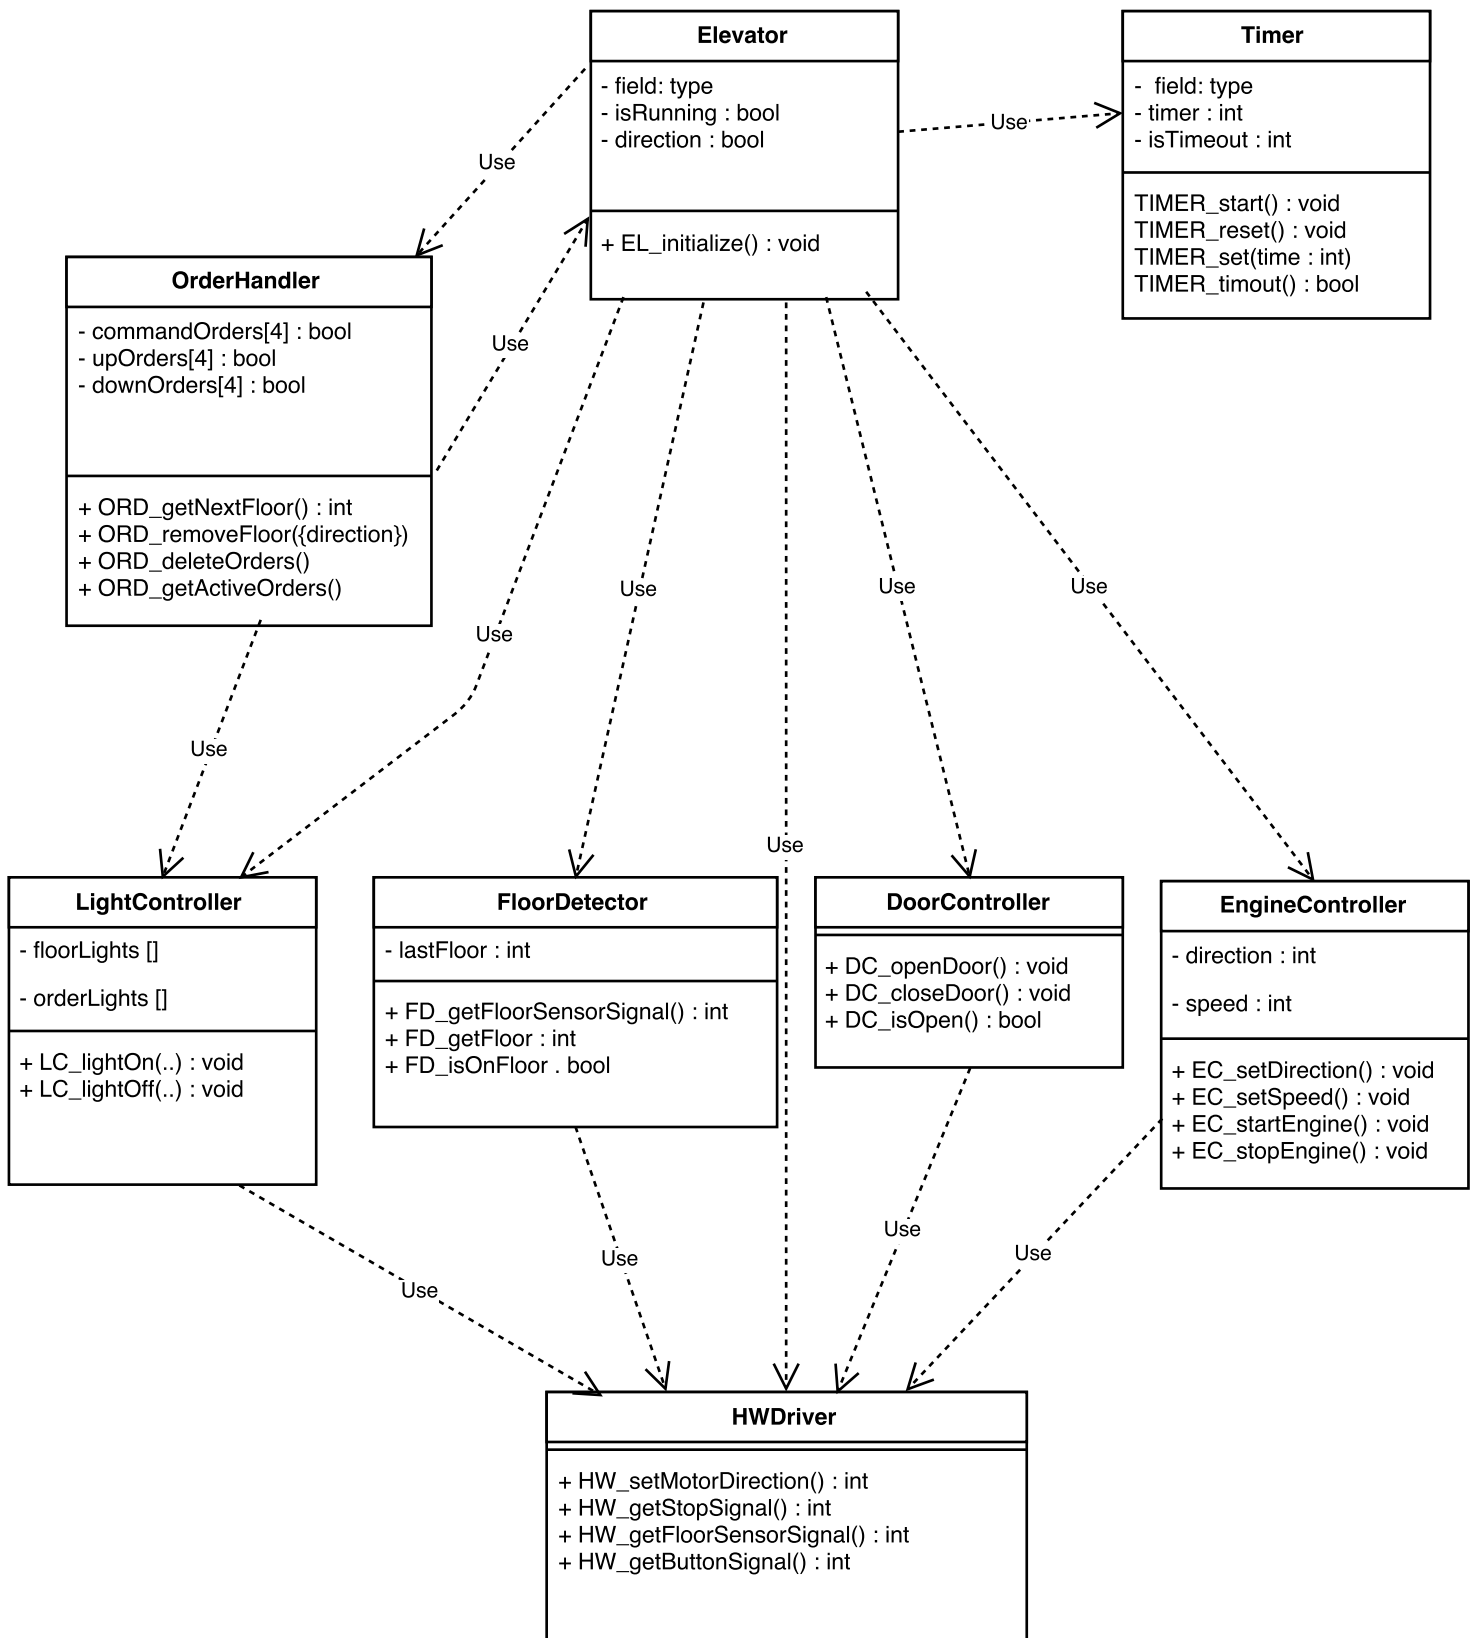 Elevator
- field: type
- isRunning : bool
- direction : bool
+ EL_initialize() : void
Timer
-  field: type
- timer : int
- isTimeout : int
TIMER_start() : void
TIMER_reset() : void
TIMER_set(time : int)
TIMER_timout() : bool
Use
Use
Use
OrderHandler
- commandOrders[4] : bool
- upOrders[4] : bool
- downOrders[4] : bool
+ ORD_getNextFloor() : int
+ ORD_removeFloor({direction})
+ ORD_deleteOrders()
+ ORD_getActiveOrders()
Use
Use
Use
Use
Use
Use
LightController
- floorLights []
- orderLights []
+ LC_lightOn(..) : void
+ LC_lightOff(..) : void
FloorDetector
- lastFloor : int
+ FD_getFloorSensorSignal() : int
+ FD_getFloor : int
+ FD_isOnFloor . bool
DoorController
+ DC_openDoor() : void
+ DC_closeDoor() : void
+ DC_isOpen() : bool
EngineController
- direction : int
- speed : int
+ EC_setDirection() : void
+ EC_setSpeed() : void
+ EC_startEngine() : void
+ EC_stopEngine() : void
Use
Use
Use
Use
HWDriver
+ HW_setMotorDirection() : int
+ HW_getStopSignal() : int
+ HW_getFloorSensorSignal() : int
+ HW_getButtonSignal() : int